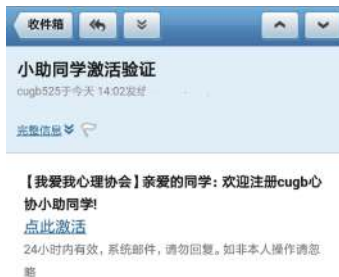 收件箱
小助同学激活验证
cugb525于今天 14:02发给
完整信息
【我爱我心理协会】亲爱的同学：欢迎注册cugb心
协小助同学!
点此激活
24小时内有效，系统邮件，请勿回复。如非本人操作请忽
略